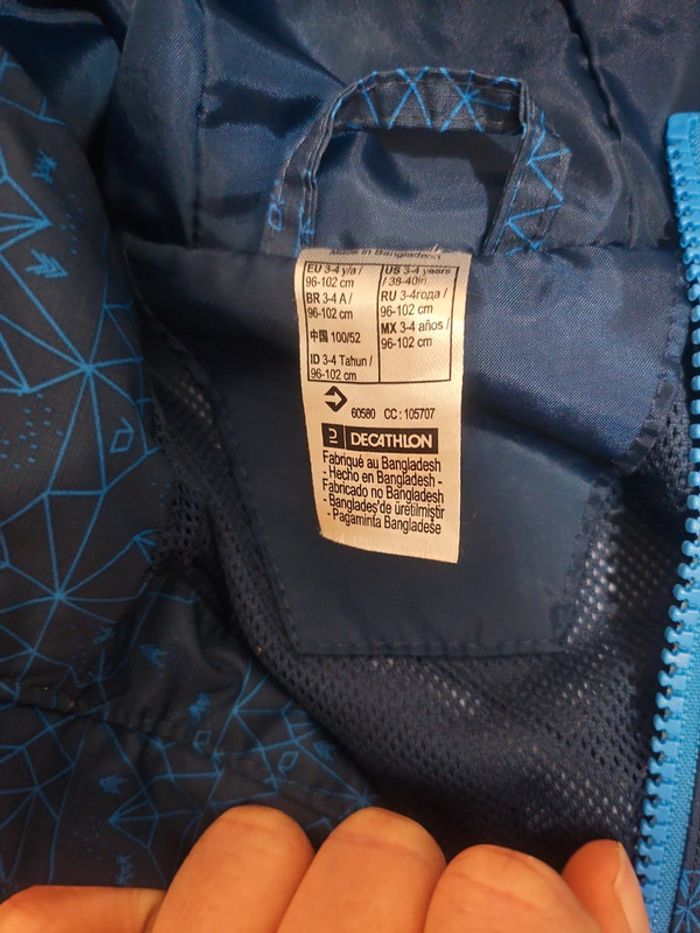 Made in Bangladesh
EU 3-4 y/a /
96-102 cm
BR 3-4 A /
96-102 cm
中国 100/52
ID 3-4 Tahun /
96-102 cm
US 3-4 years
/ 38-40in
RU 3-4года /
96-102 cm
MX 3-4 años /
96-102 cm
60580 CC : 105707
DECATHLON
Fabriqué au Bangladesh
- Hecho en Bangladesh -
Fabricado no Bangladesh
- Bangladeş'de üretilmiştir
- Pagaminta Bangladeše